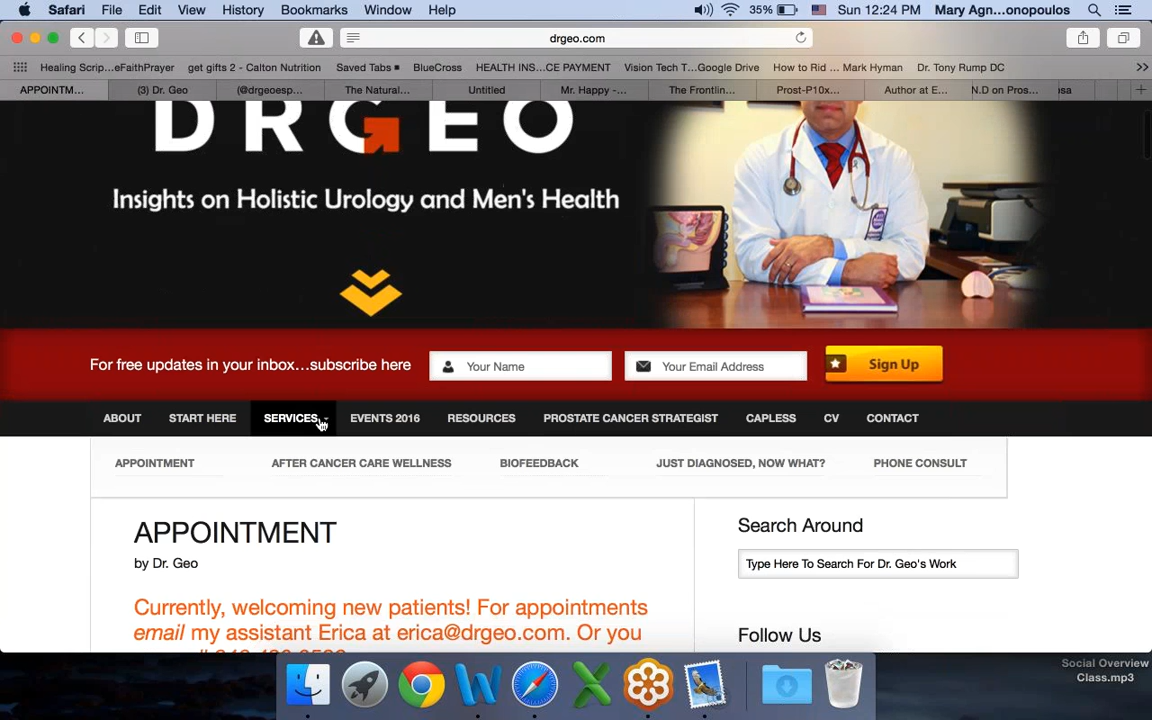 Safari File Edit View History Bookmarks Window Help 35% Sun 12:24 PM Mary Agn...onopoulos
drgeo.com
Healing Scrip...eFaithPrayer get gifts 2 - Calton Nutrition Saved Tabs BlueCross HEALTH INS...CE PAYMENT Vision Tech T...Google Drive How to Rid ... Mark Hyman Dr. Tony Rump DC
APPOINTM... (3) Dr. Geo (@drgeoesp... The Natural... Untitled Mr. Happy -... The Frontlin... Prost-P10x... Author at E... N.D on Pros... usa
DRGEO
Insights on Holistic Urology and Men's Health
For free updates in your inbox…subscribe here Your Name Your Email Address Sign Up
ABOUT START HERE SERVICES EVENTS 2016 RESOURCES PROSTATE CANCER STRATEGIST CAPLESS CV CONTACT
APPOINTMENT AFTER CANCER CARE WELLNESS BIOFEEDBACK JUST DIAGNOSED, NOW WHAT? PHONE CONSULT
APPOINTMENT
by Dr. Geo
Search Around
Type Here To Search For Dr. Geo's Work
Currently, welcoming new patients! For appointments
email my assistant Erica at erica@drgeo.com. Or you
Follow Us
Social Overview
Class.mp3